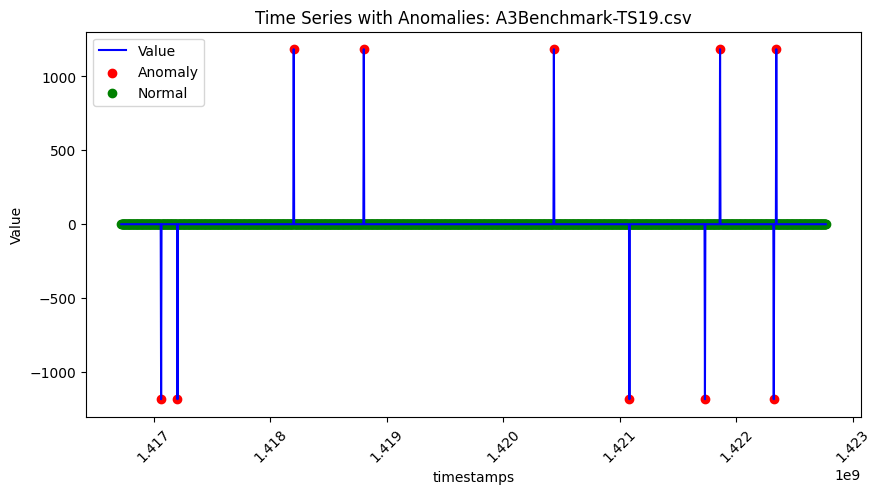 Time Series with Anomalies: A3Benchmark-TS19.csv
Value
Anomaly
Normal
1000
500
0
−500
−1000
Value
1.417
1.418
1.419
1.420
1.421
1.422
1.423
1e9
timestamps